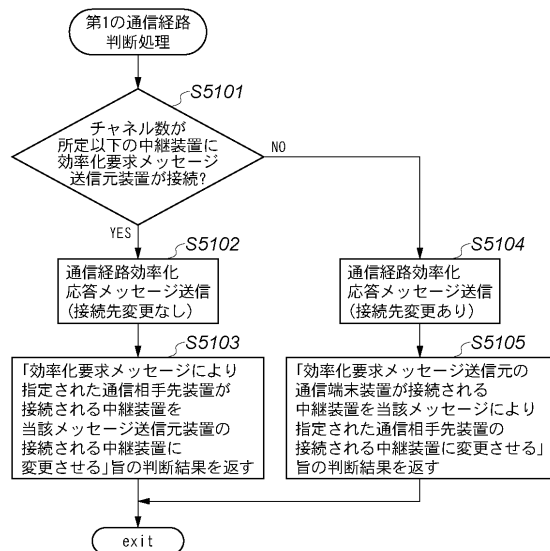 第1の通信経路
判断処理
S5101
チャネル数が
所定以下の中継装置に
効率化要求メッセージ
送信元装置が接続?
NO
YES
S5102
通信経路効率化
応答メッセージ送信
(接続先変更なし)
S5104
通信経路効率化
応答メッセージ送信
(接続先変更あり)
S5103
「効率化要求メッセージにより
指定された通信相手先装置が
接続される中継装置を
当該メッセージ送信元装置の
接続される中継装置に
変更させる」旨の判断結果を返す
S5105
「効率化要求メッセージ送信元の
通信端末装置が接続される
中継装置を当該メッセージにより
指定された通信相手先装置の
接続される中継装置に変更させる」
旨の判断結果を返す
exit